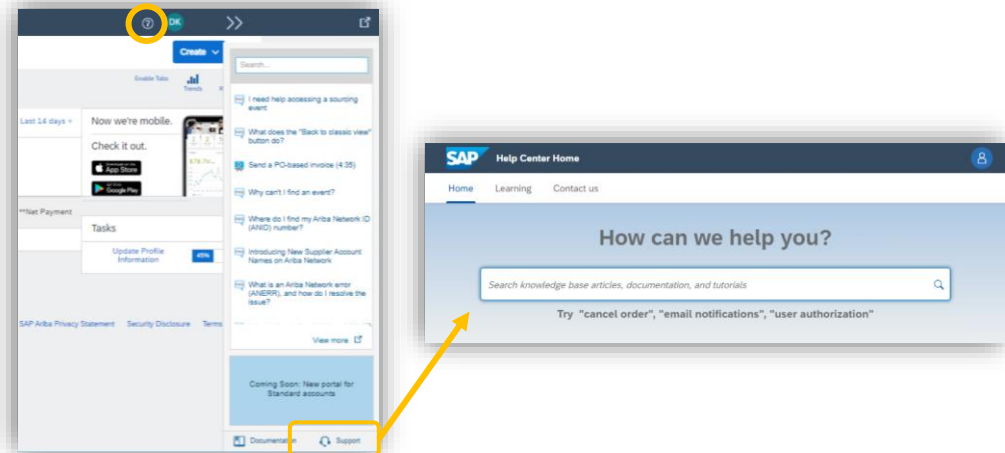 DK
Create
Search...
Enable Tabs
Trends
I need help accessing a sourcing
event
Last 14 days
Now we're mobile.
Check it out.
What does the "Back to classic view"
button do?
Download on the
App Store
Google Play
Send a PO-based invoice (4:35)
Why can't I find an event?
**Net Payment
Where do I find my Ariba Network ID
(ANID) number?
Tasks
Update Profile
Information
45%
Introducing New Supplier Account
Names on Ariba Network
What is an Ariba Network error
(ANERR), and how do I resolve the
issue?
SAP Ariba Privacy Statement Security Disclosure Terms
View more
Coming Soon: New portal for
Standard accounts
Documentation Support
SAP Help Center Home
Home Learning Contact us
How can we help you?
Search knowledge base articles, documentation, and tutorials
Try "cancel order", "email notifications", "user authorization"